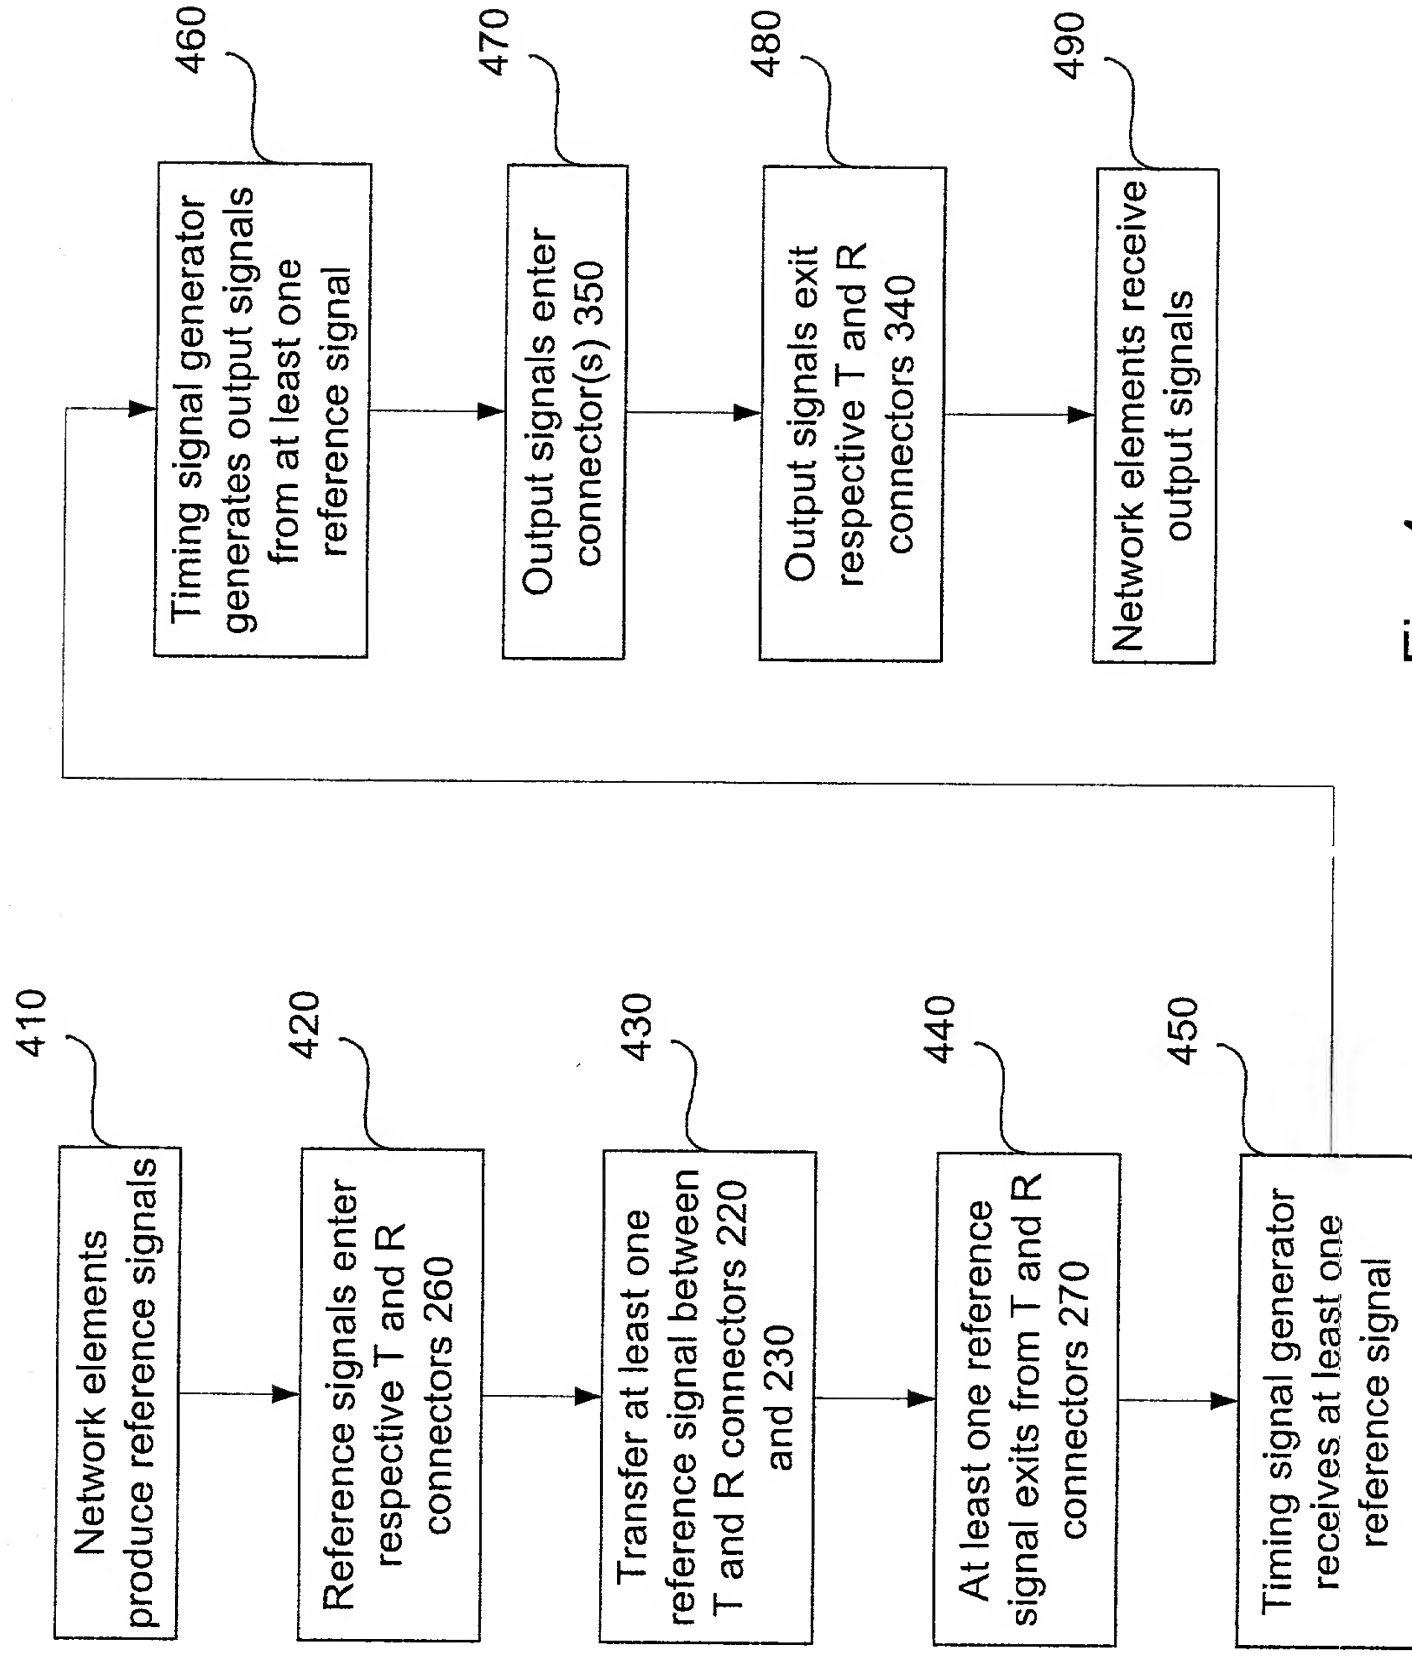 410
Network elements
produce reference signals
420
Reference signals enter
respective T and R
connectors 260
430
Transfer at least one
reference signal between
T and R connectors 220
and 230
440
At least one reference
signal exits from T and R
connectors 270
450
Timing signal generator
receives at least one
reference signal
460
Timing signal generator
generates output signals
from at least one
reference signal
470
Output signals enter
connector(s) 350
480
Output signals exit
respective T and R
connectors 340
490
Network elements receive
output signals